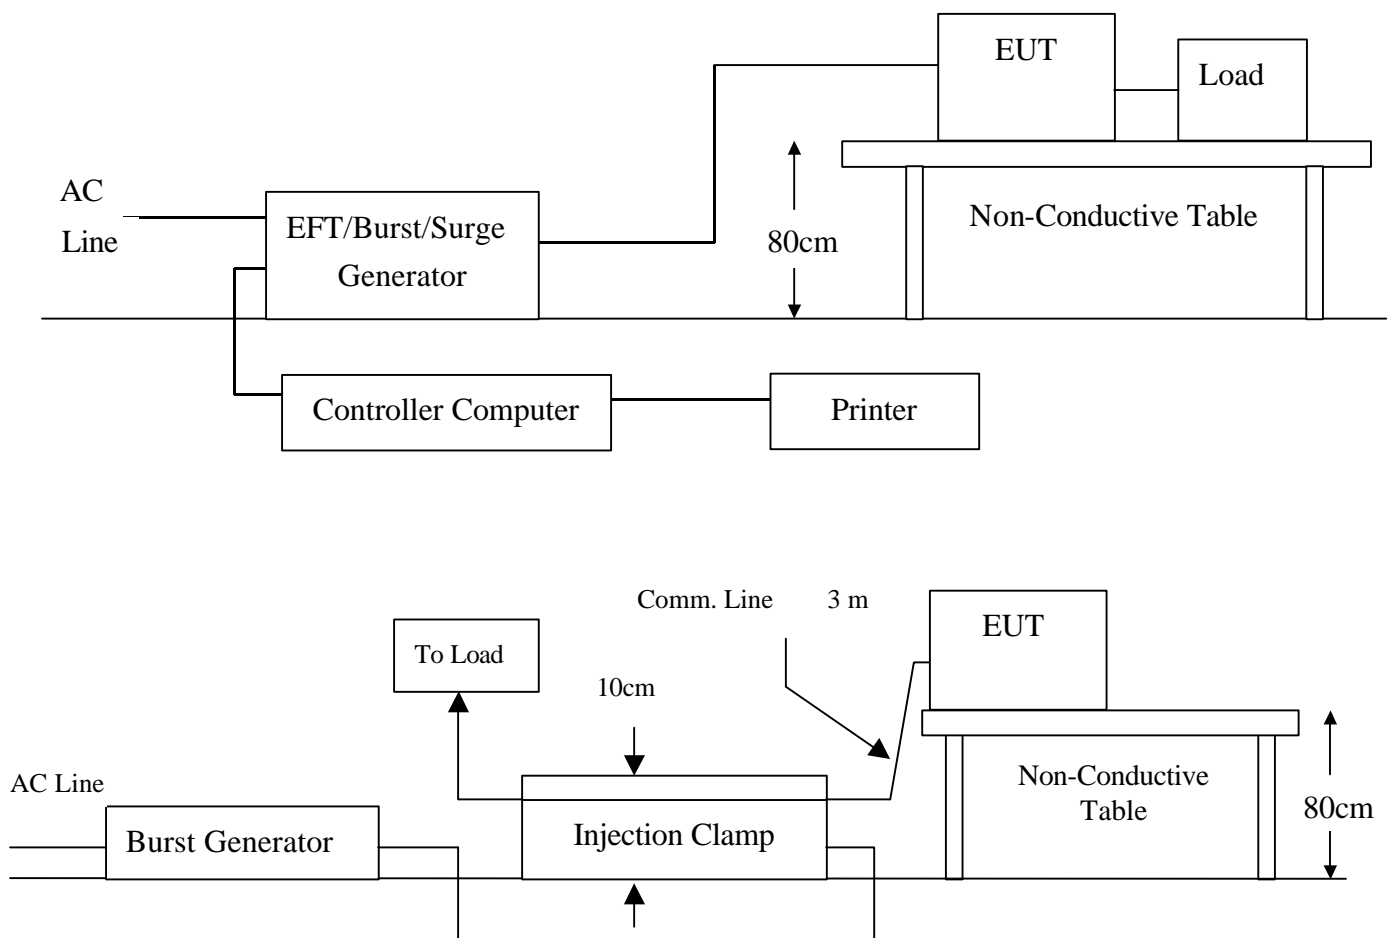 EUT
Load
AC
Line
EFT/Burst/Surge
Generator
Non-Conductive Table
80cm
Controller Computer
Printer
Comm. Line 3 m
EUT
To Load
10cm
AC Line
Burst Generator
Injection Clamp
Non-Conductive
Table
80cm